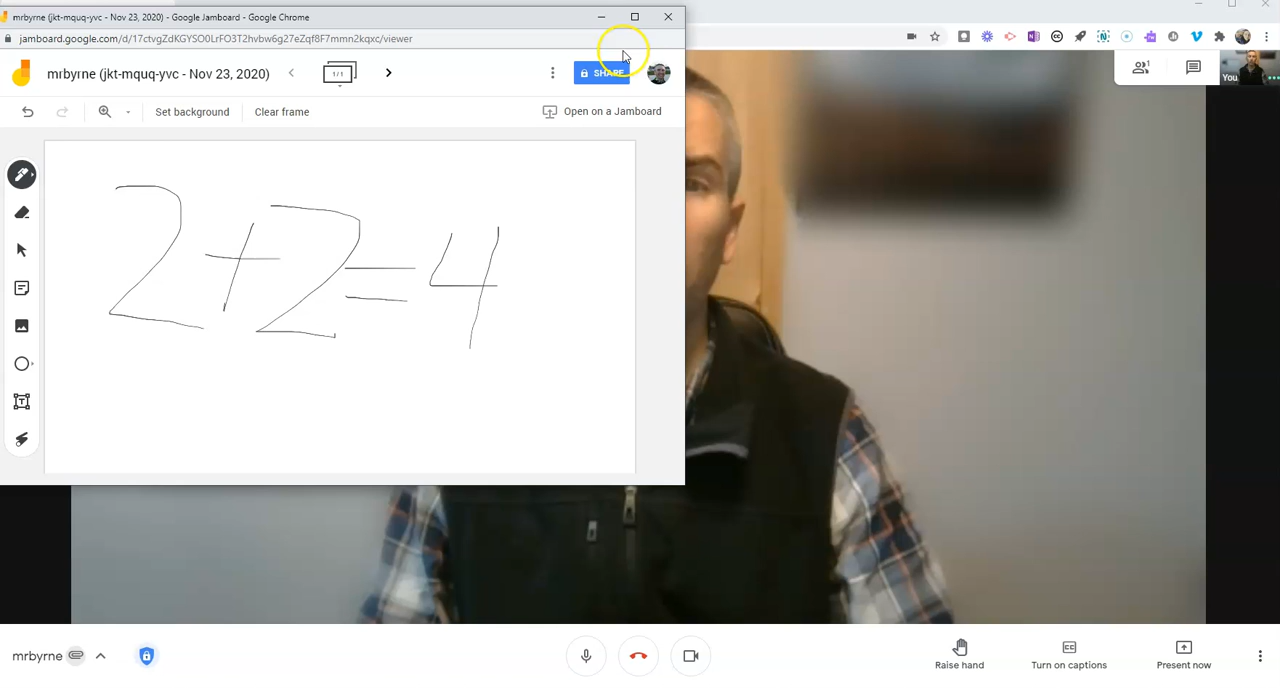 mrbyrne (jkt-mquq-yvc - Nov 23, 2020) - Google Jamboard - Google Chrome
jamboard.google.com/d/17ctvgZdKGYSO0LrFO3T2hvbw6g27eZqf8F7mmn2kqxc/viewer
mrbyrne (jkt-mquq-yvc - Nov 23, 2020)
1/1
SHARE
You
Set background
Clear frame
Open on a Jamboard
2+2=4
mrbyrne
Raise hand
Turn on captions
Present now